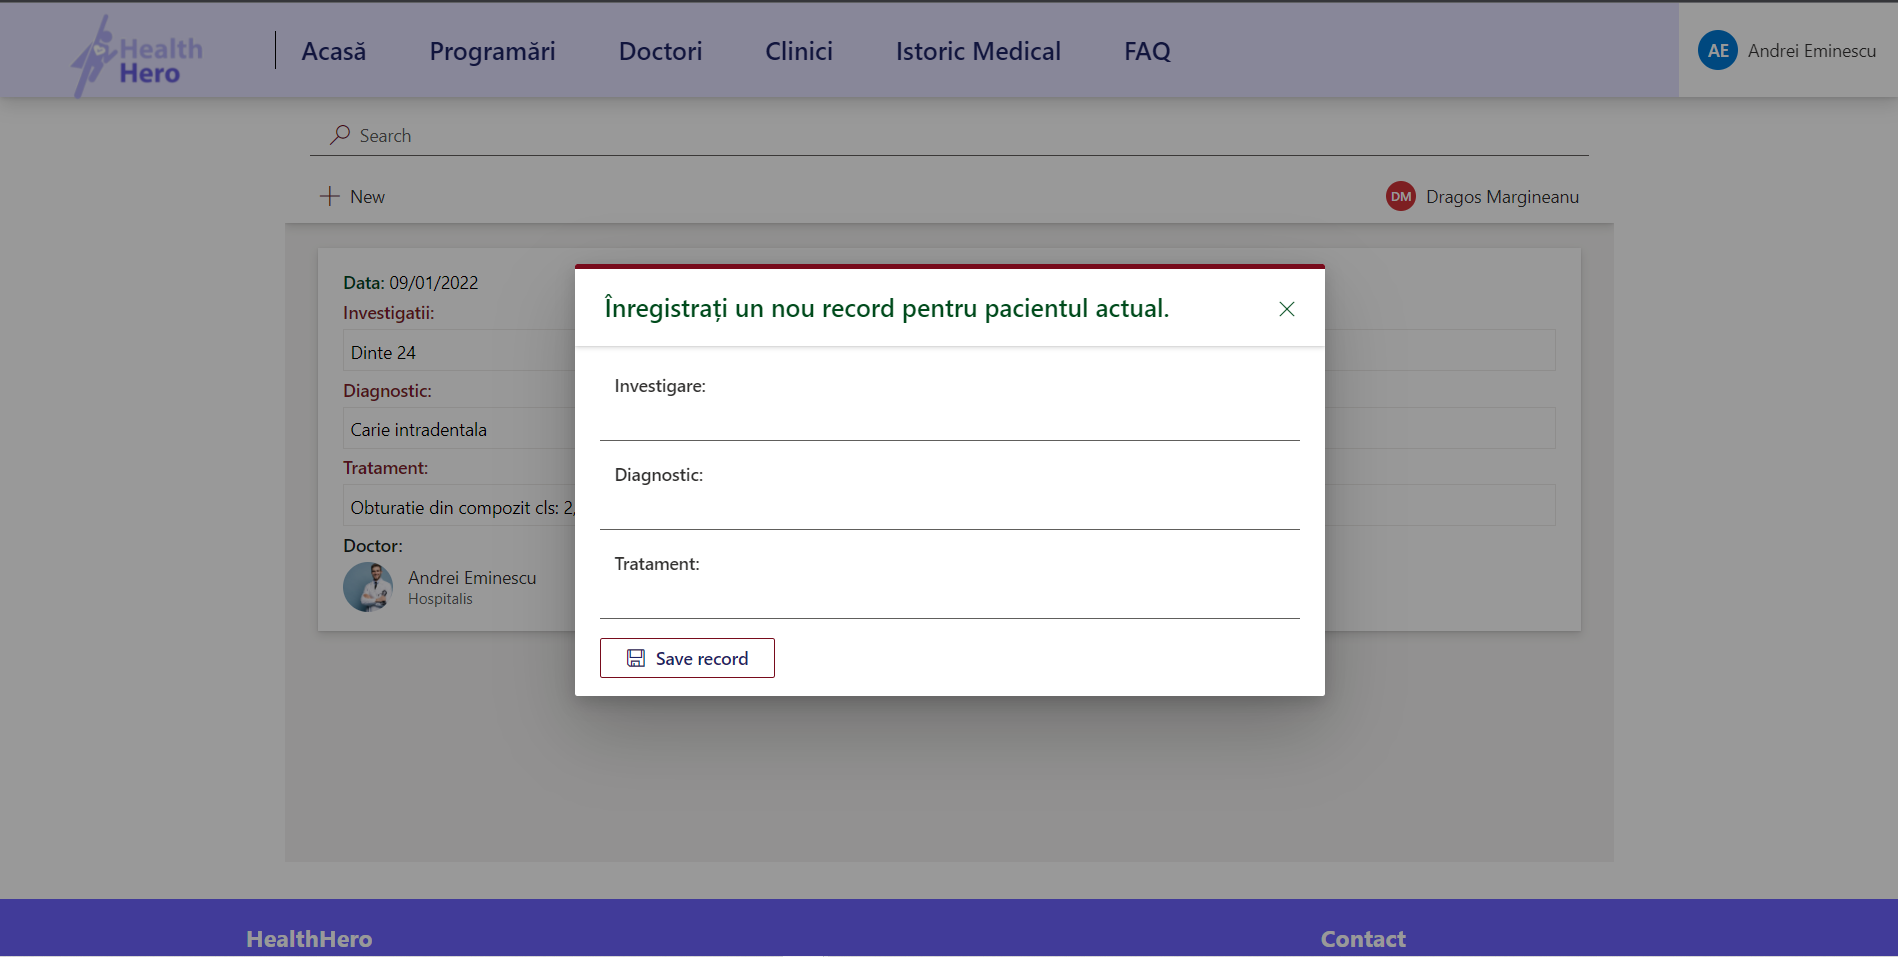 Health
Hero
Acasă
Programări
Doctori
Clinici
Istoric Medical
FAQ
AE
Andrei Eminescu
Search
New
DM
Dragos Margineanu
Data: 09/01/2022
Investigatii:
Dinte 24
Diagnostic:
Carie intradentala
Tratament:
Obturatie din compozit cls: 2,
Doctor:
Andrei Eminescu
Hospitalis
Înregistrați un nou record pentru pacientul actual.
Investigare:
Diagnostic:
Tratament:
Save record
HealthHero
Contact